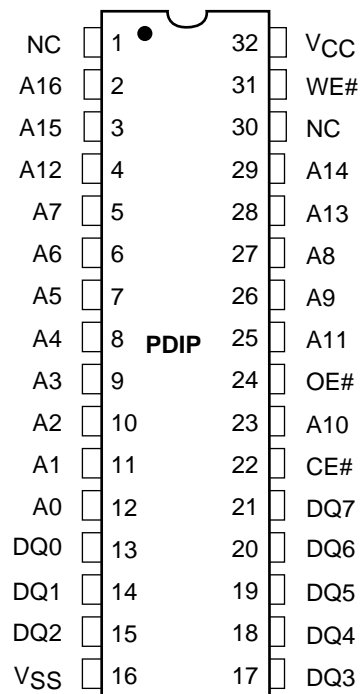 NC 1 32 VCC
A16 2 31 WE#
A15 3 30 NC
A12 4 29 A14
A7 5 28 A13
A6 6 27 A8
A5 7 26 A9
A4 8 PDIP 25 A11
A3 9 24 OE#
A2 10 23 A10
A1 11 22 CE#
A0 12 21 DQ7
DQ0 13 20 DQ6
DQ1 14 19 DQ5
DQ2 15 18 DQ4
VSS 16 17 DQ3